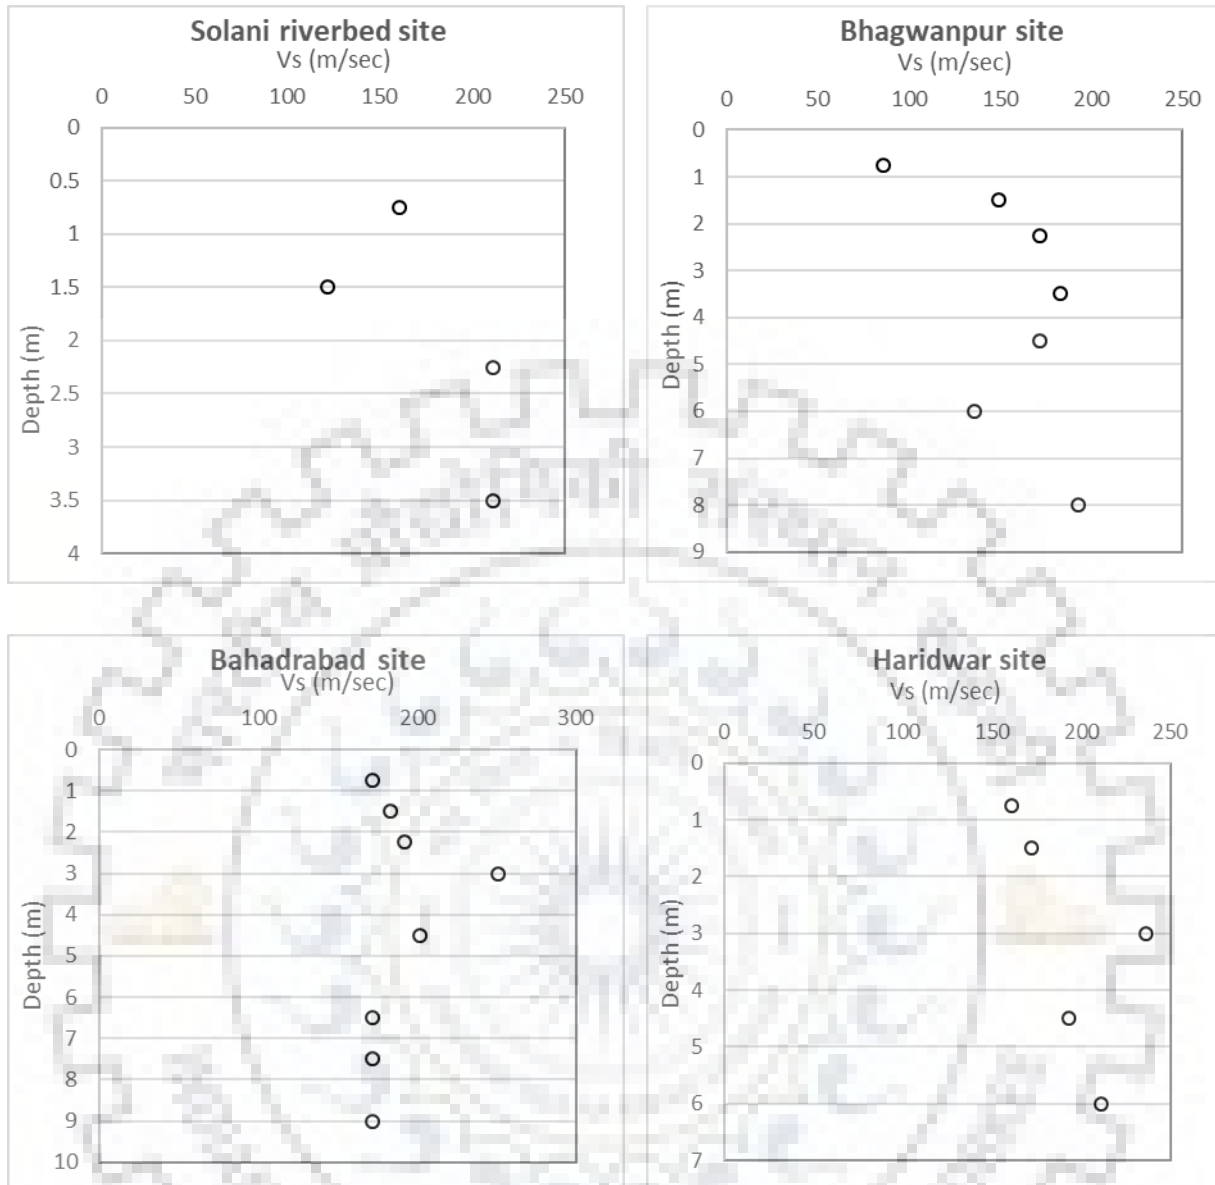 Solani riverbed site
Vs (m/sec)
0 50 100 150 200 250
0
0.5
1
1.5
2
2.5
3
3.5
4
Depth (m)
Bhagwanpur site
Vs (m/sec)
0 50 100 150 200 250
0
1
2
3
4
5
6
7
8
9
Depth (m)
Bahadrabad site
Vs (m/sec)
0 100 200 300
0
1
2
3
4
5
6
7
8
9
10
Depth (m)
Haridwar site
Vs (m/sec)
0 50 100 150 200 250
0
1
2
3
4
5
6
7
Depth (m)